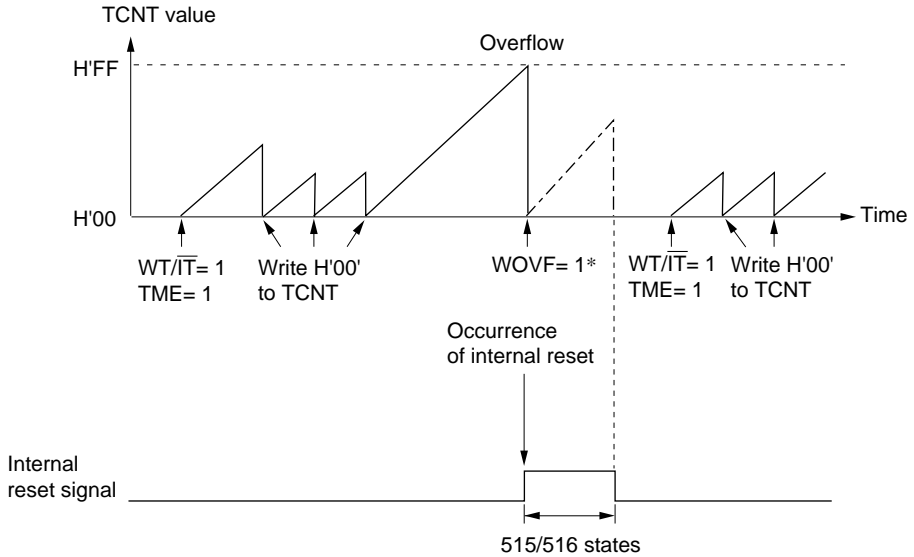 TCNT value
Overflow
H'FF
H'00
Time
WT/IT= 1
TME= 1
Write H'00'
to TCNT
WOVF= 1*
WT/IT= 1
TME= 1
Write H'00'
to TCNT
Occurrence
of internal reset
Internal
reset signal
515/516 states